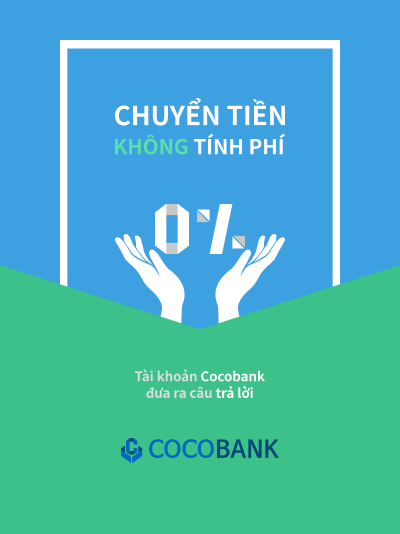 CHUYỂN TIỀN
KHÔNG TÍNH PHÍ
0%
Tài khoản Cocobank
đưa ra câu trả lời
COCOBANK